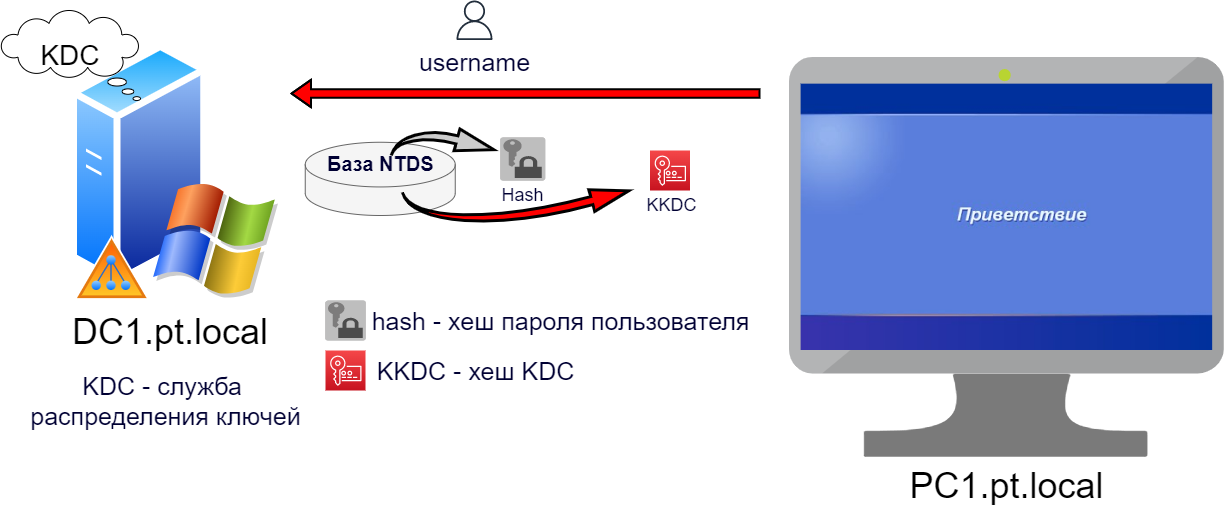 KDC
username
База NTDS
Hash
KKDC
Приветствие
DC1.pt.local
hash - хеш пароля пользователя
KKDC - хеш KDC
KDC - служба
распределения ключей
PC1.pt.local